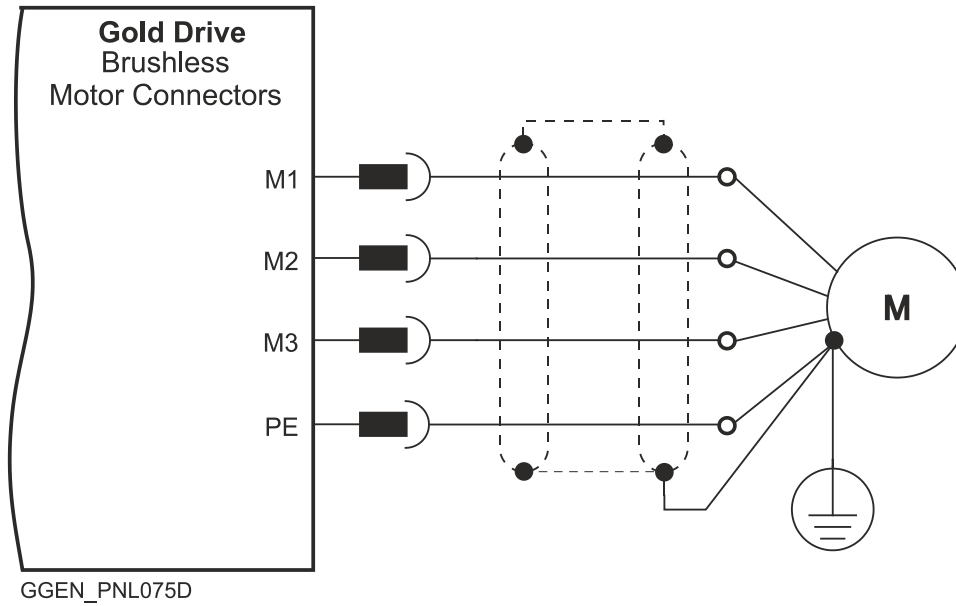 Gold Drive
Brushless
Motor Connectors
M1
M2
M3
PE
M
GGEN_PNL075D